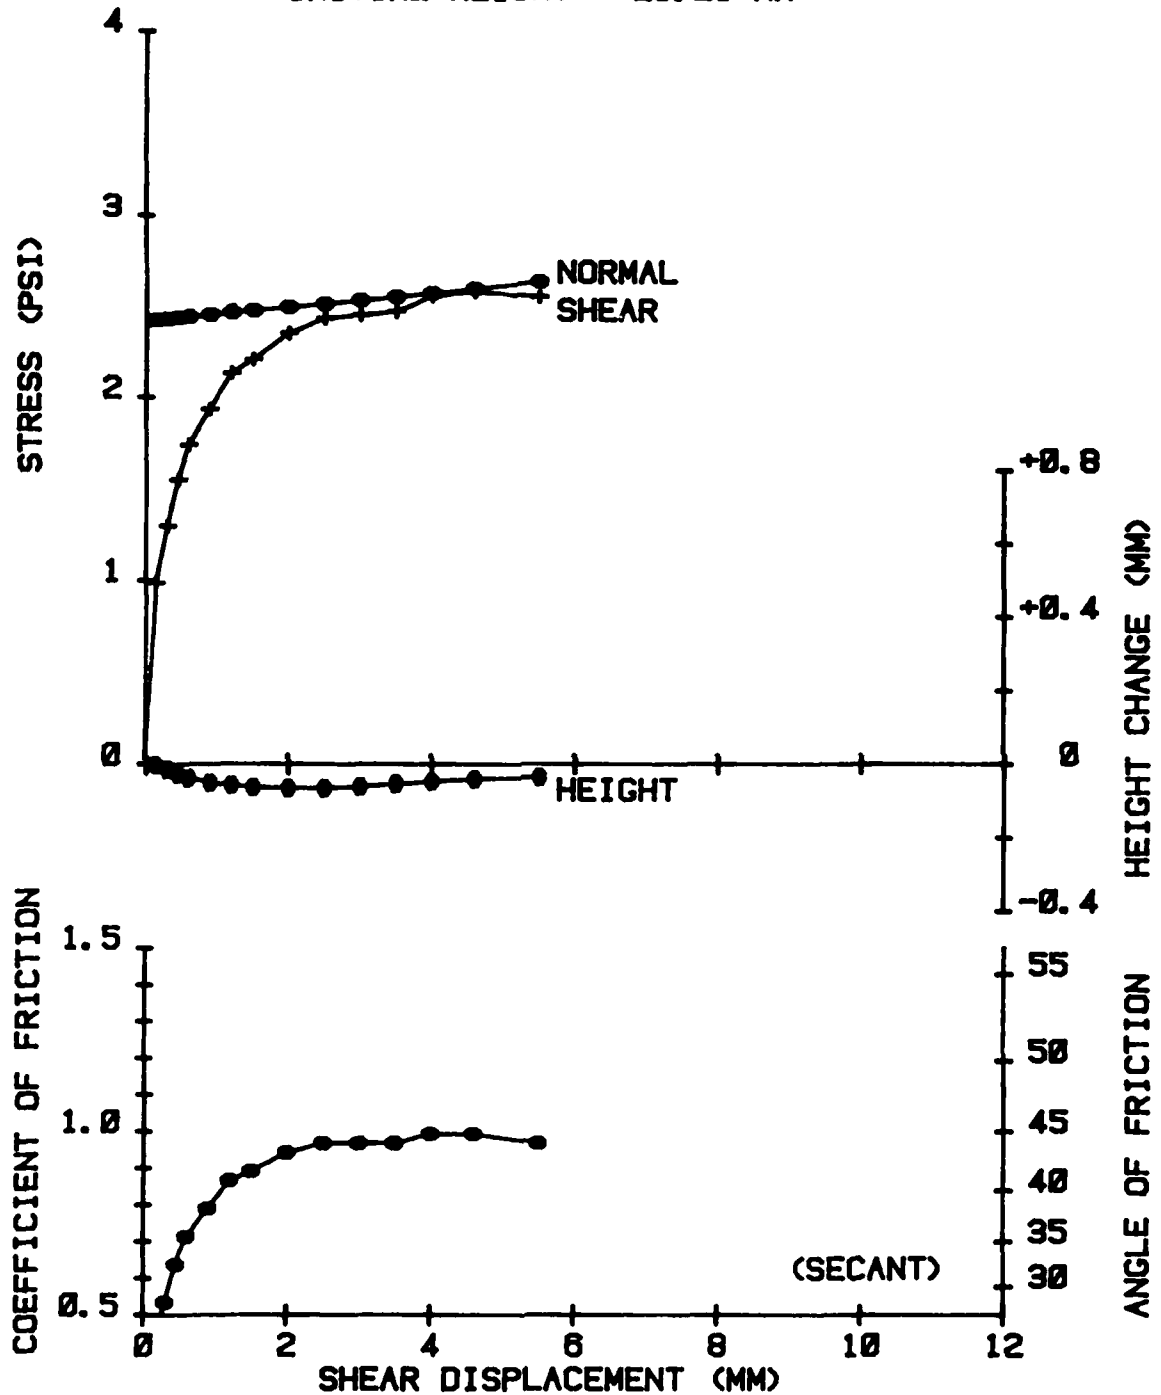 4
3
2
1
0
STRESS (PSI)
NORMAL
SHEAR
HEIGHT
+0.8
+0.4
0
-0.4
HEIGHT CHANGE (MM)
1.5
1.0
0.5
COEFFICIENT OF FRICTION
55
50
45
40
35
30
ANGLE OF FRICTION
(SECANT)
0 2 4 6 8 10 12
SHEAR DISPLACEMENT (MM)